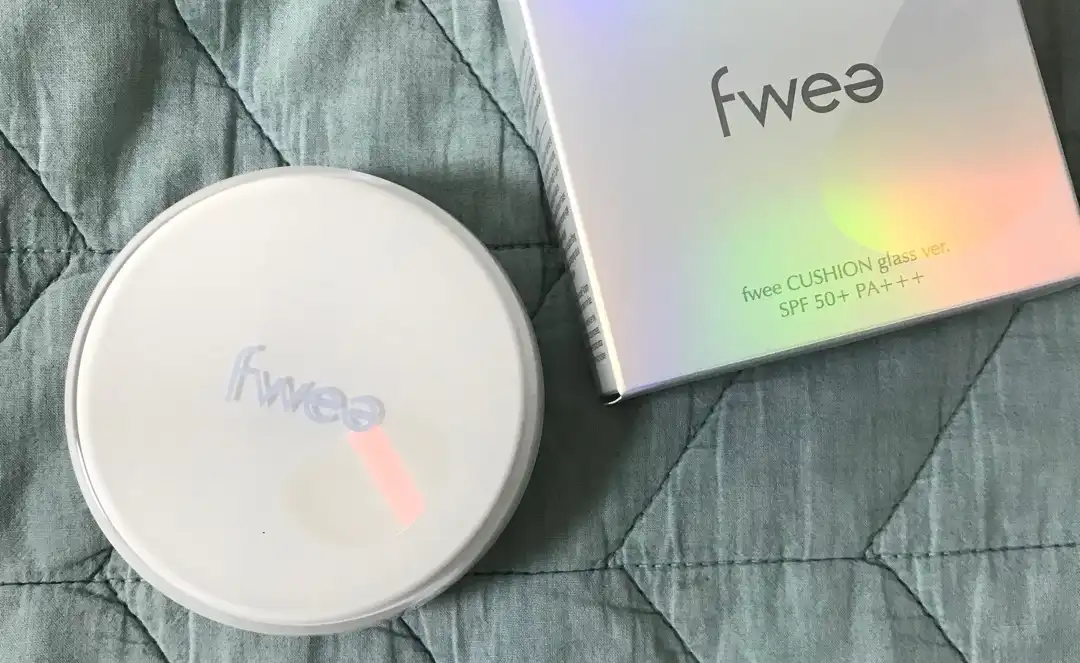 fwee
fwee CUSHION glass ver.
SPF 50+ PA+++
fwee